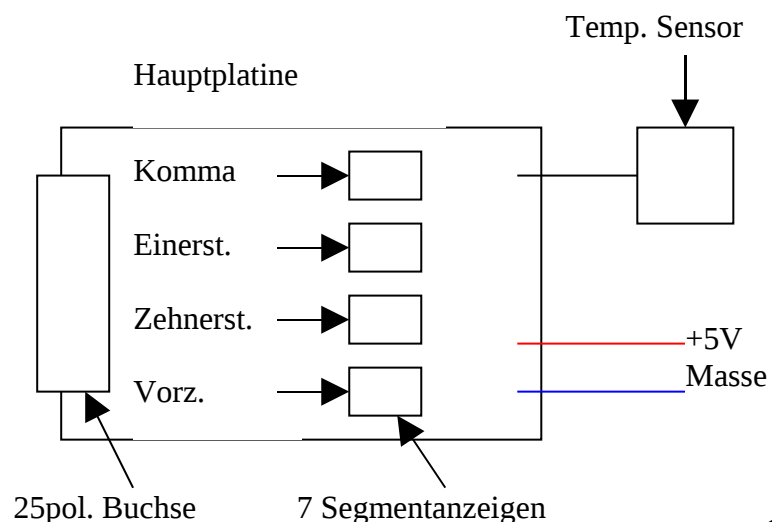 Temp. Sensor
Hauptplatine
Komma
Einerst.
Zehnerst.
+5V
Masse
Vorz.
25pol. Buchse
7 Segmentanzeigen